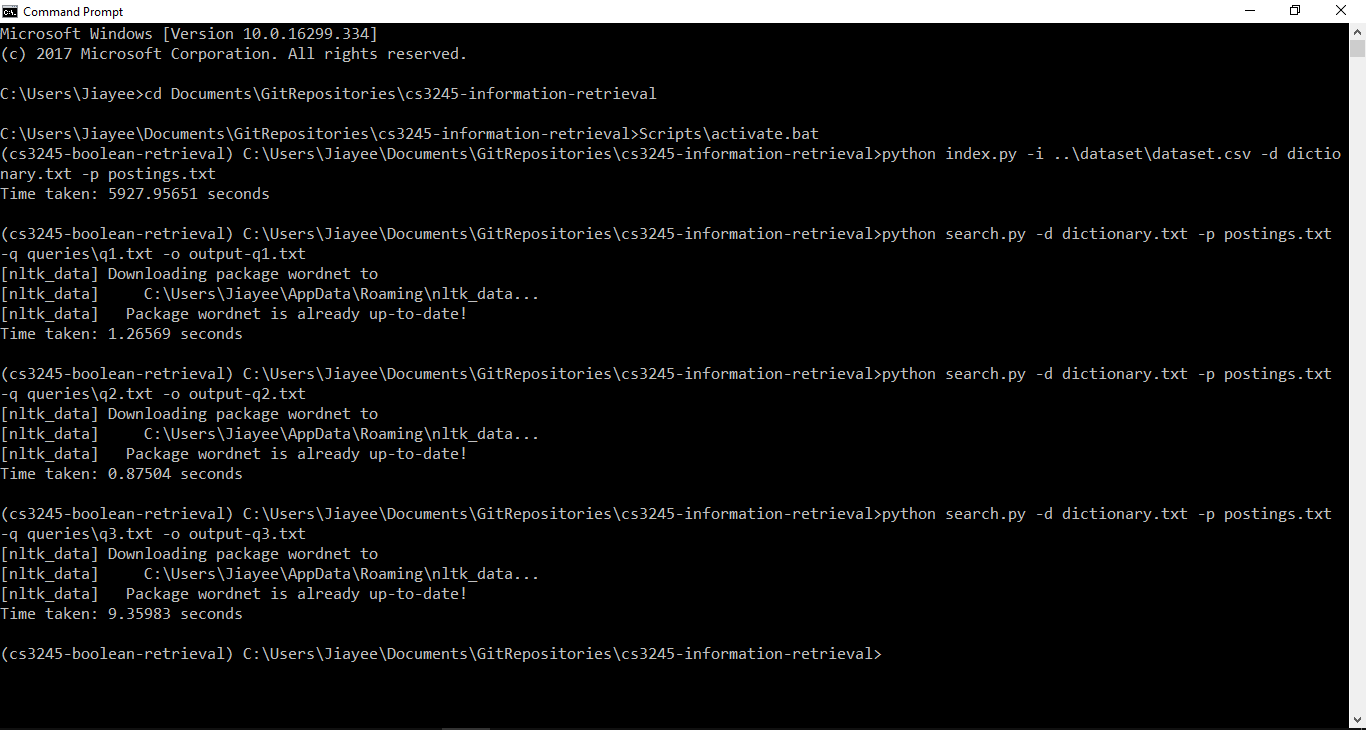 Command Prompt
Microsoft Windows [Version 10.0.16299.334]
(c) 2017 Microsoft Corporation. All rights reserved.
C:\Users\Jiayee>cd Documents\GitRepositories\cs3245-information-retrieval
C:\Users\Jiayee\Documents\GitRepositories\cs3245-information-retrieval>Scripts\activate.bat
(cs3245-boolean-retrieval) C:\Users\Jiayee\Documents\GitRepositories\cs3245-information-retrieval>python index.py -i ..\dataset\dataset.csv -d dictio
nary.txt -p postings.txt
Time taken: 5927.95651 seconds
(cs3245-boolean-retrieval) C:\Users\Jiayee\Documents\GitRepositories\cs3245-information-retrieval>python search.py -d dictionary.txt -p postings.txt
-q queries\q1.txt -o output-q1.txt
[nltk_data] Downloading package wordnet to
[nltk_data]     C:\Users\Jiayee\AppData\Roaming\nltk_data...
[nltk_data]   Package wordnet is already up-to-date!
Time taken: 1.26569 seconds
(cs3245-boolean-retrieval) C:\Users\Jiayee\Documents\GitRepositories\cs3245-information-retrieval>python search.py -d dictionary.txt -p postings.txt
-q queries\q2.txt -o output-q2.txt
[nltk_data] Downloading package wordnet to
[nltk_data]     C:\Users\Jiayee\AppData\Roaming\nltk_data...
[nltk_data]   Package wordnet is already up-to-date!
Time taken: 0.87504 seconds
(cs3245-boolean-retrieval) C:\Users\Jiayee\Documents\GitRepositories\cs3245-information-retrieval>python search.py -d dictionary.txt -p postings.txt
-q queries\q3.txt -o output-q3.txt
[nltk_data] Downloading package wordnet to
[nltk_data]     C:\Users\Jiayee\AppData\Roaming\nltk_data...
[nltk_data]   Package wordnet is already up-to-date!
Time taken: 9.35983 seconds
(cs3245-boolean-retrieval) C:\Users\Jiayee\Documents\GitRepositories\cs3245-information-retrieval>